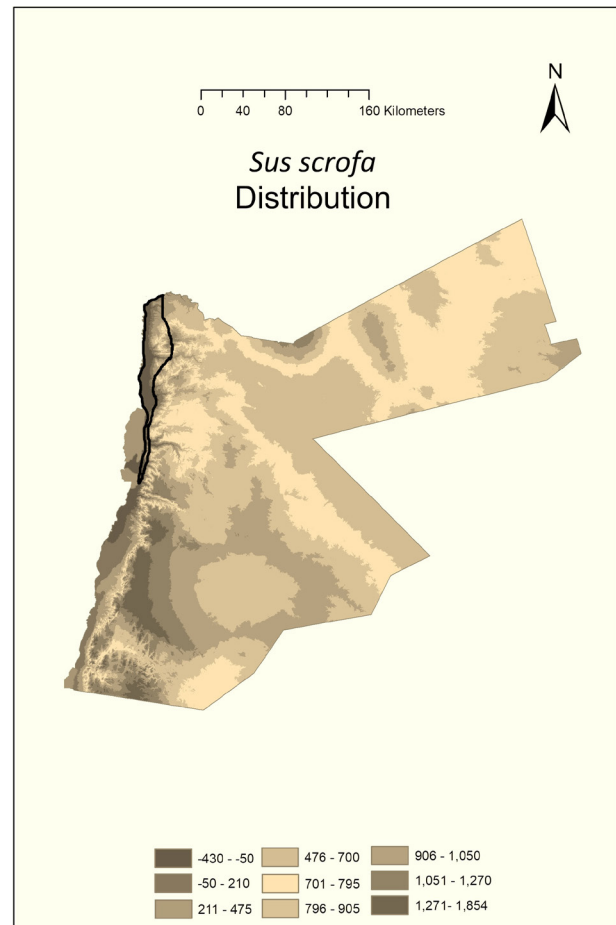 N
0 40 80 160 Kilometers
Sus scrofa
Distribution
-430 - -50 476 - 700 906 - 1,050
-50 - 210 701 - 795 1,051 - 1,270
211 - 475 796 - 905 1,271- 1,854